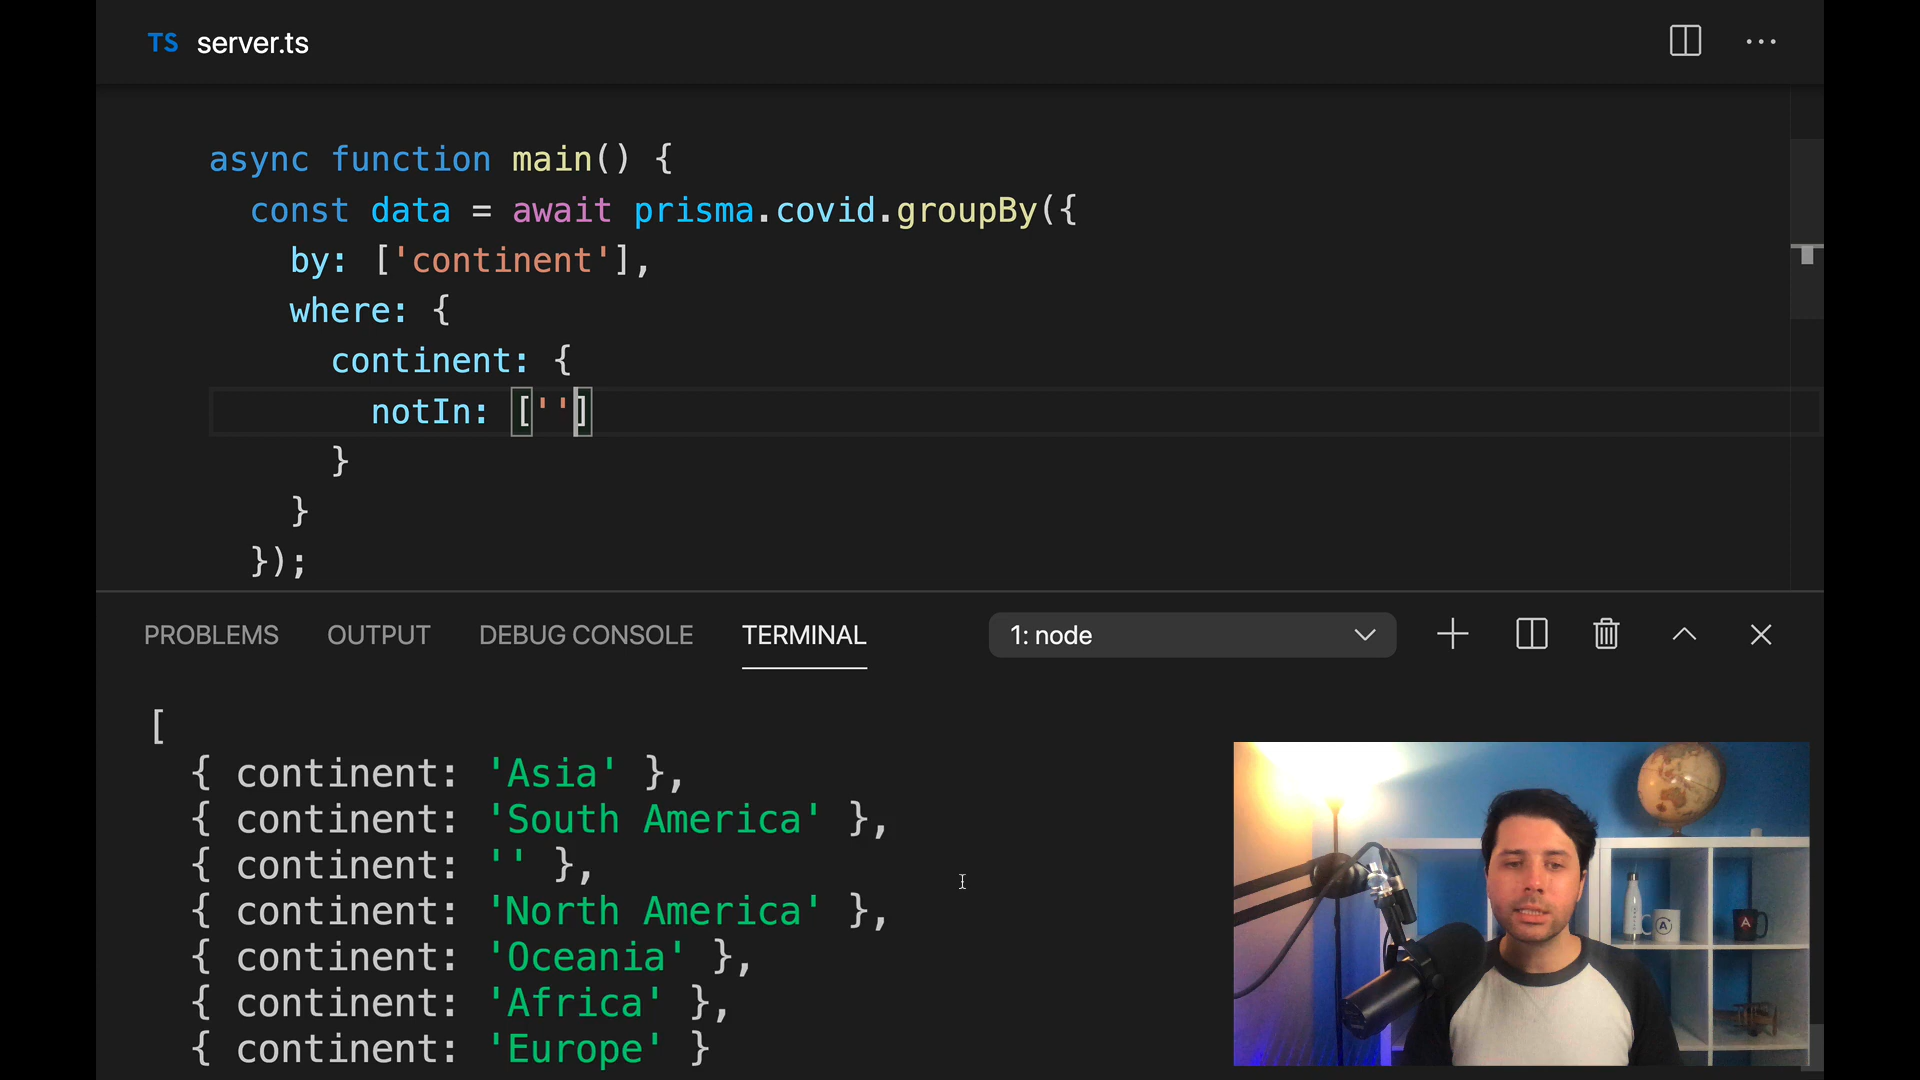 TS server.ts
async function main() {
const data = await prisma.covid.groupBy({
by: ['continent'],
where: {
continent: {
notIn: ['']
}
}
});
PROBLEMS OUTPUT DEBUG CONSOLE TERMINAL 1: node
[
{ continent: 'Asia' },
{ continent: 'South America' },
{ continent: '' },
{ continent: 'North America' },
{ continent: 'Oceania' },
{ continent: 'Africa' },
{ continent: 'Europe' }
A
A